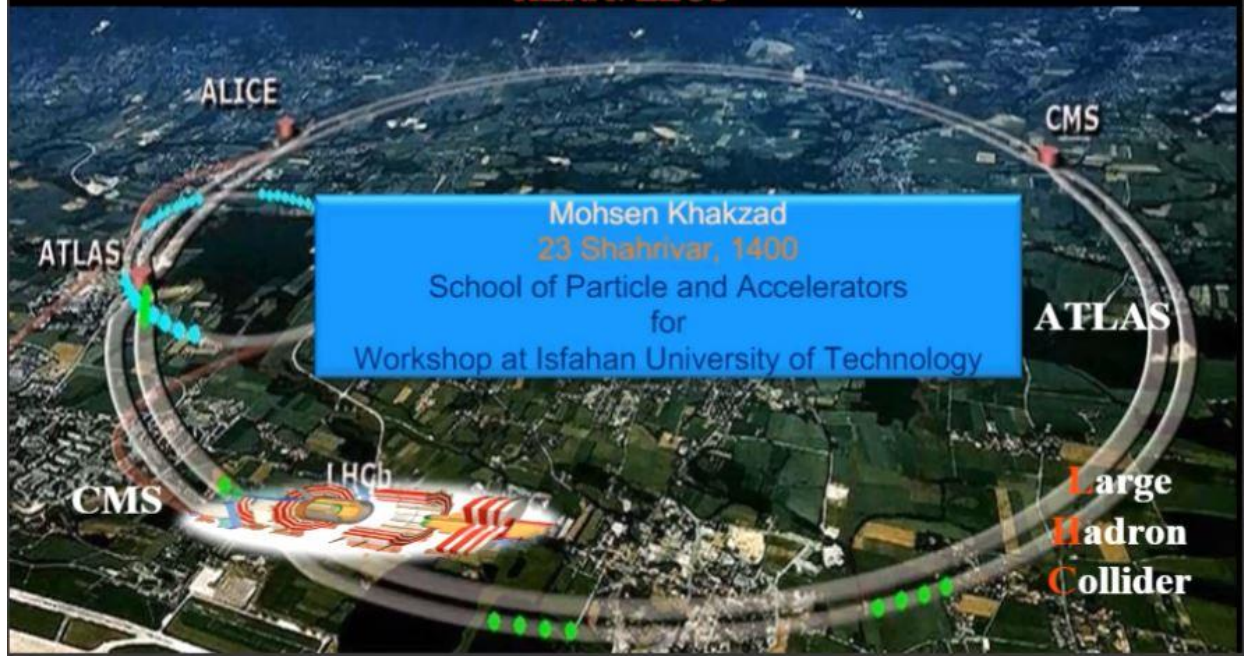 ALICE
CMS
Mohsen Khakzad
23 Shahrivar, 1400
ATLAS
School of Particle and Accelerators
for
ATLAS
Workshop at Isfahan University of Technology
LHCb
CMS
Large
Hadron
Collider